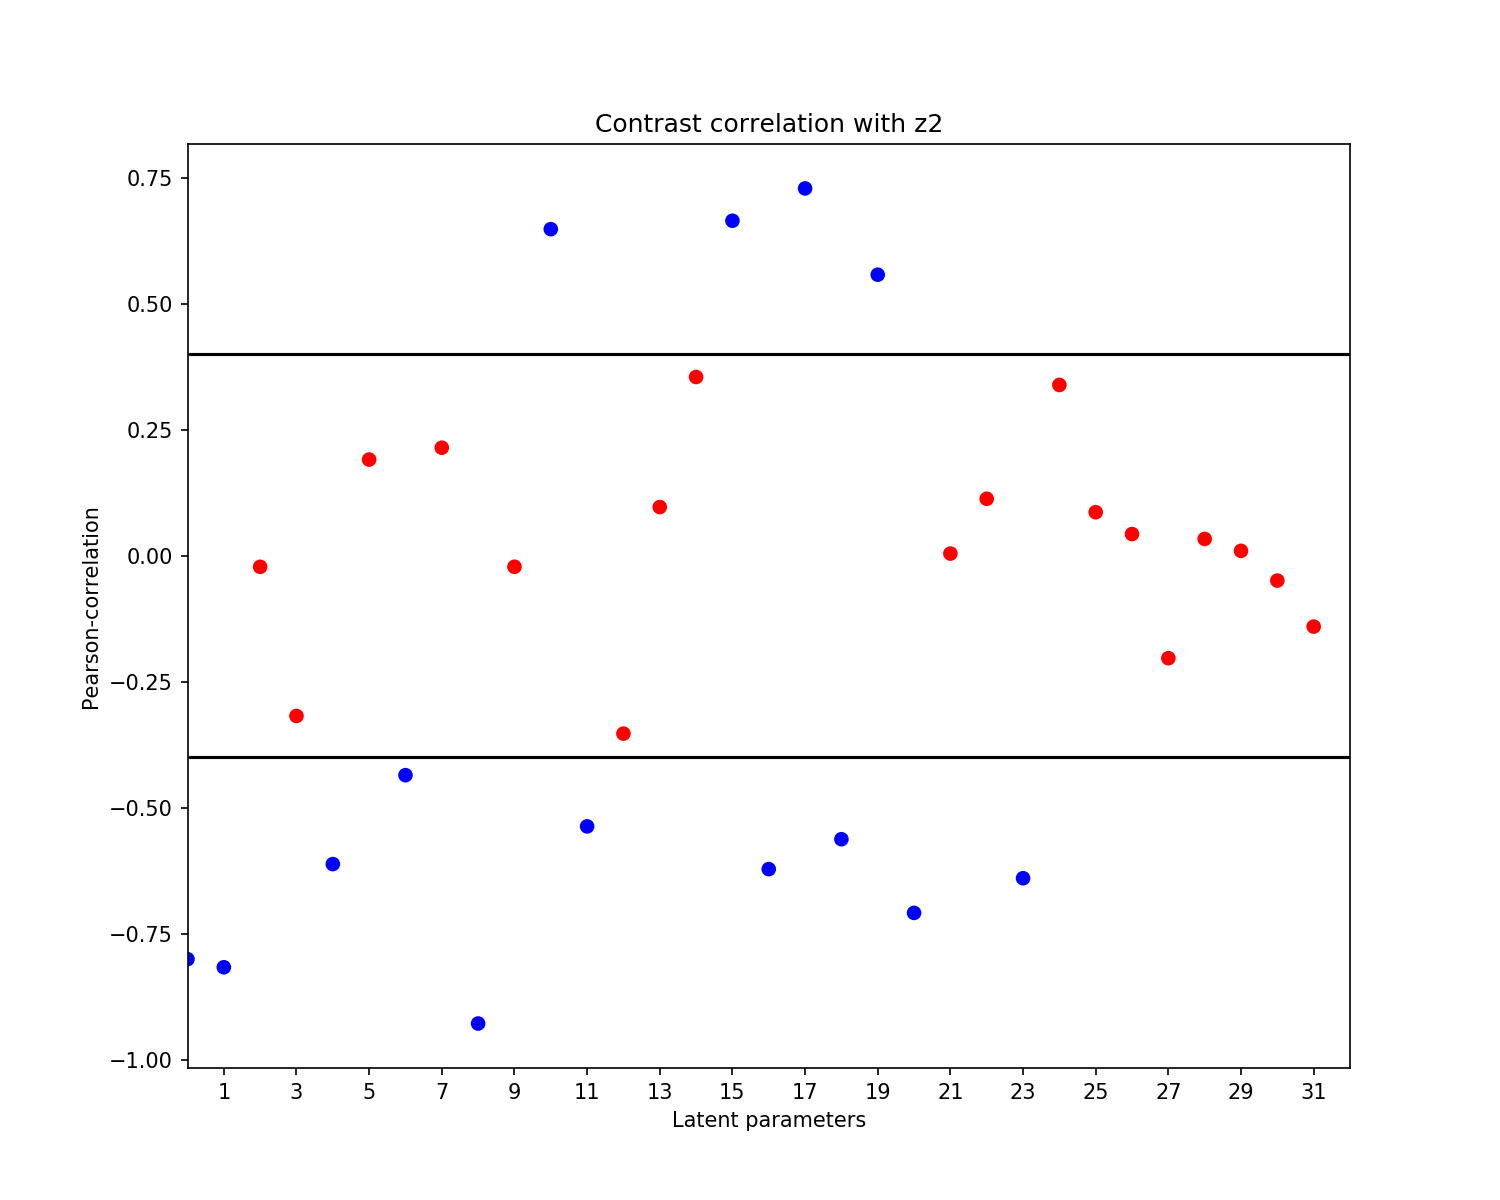 Contrast correlation with z2
0.75
0.50
0.25
0.00
−0.25
−0.50
−0.75
−1.00
Pearson-correlation
1 3 5 7 9 11 13 15 17 19 21 23 25 27 29 31
Latent parameters